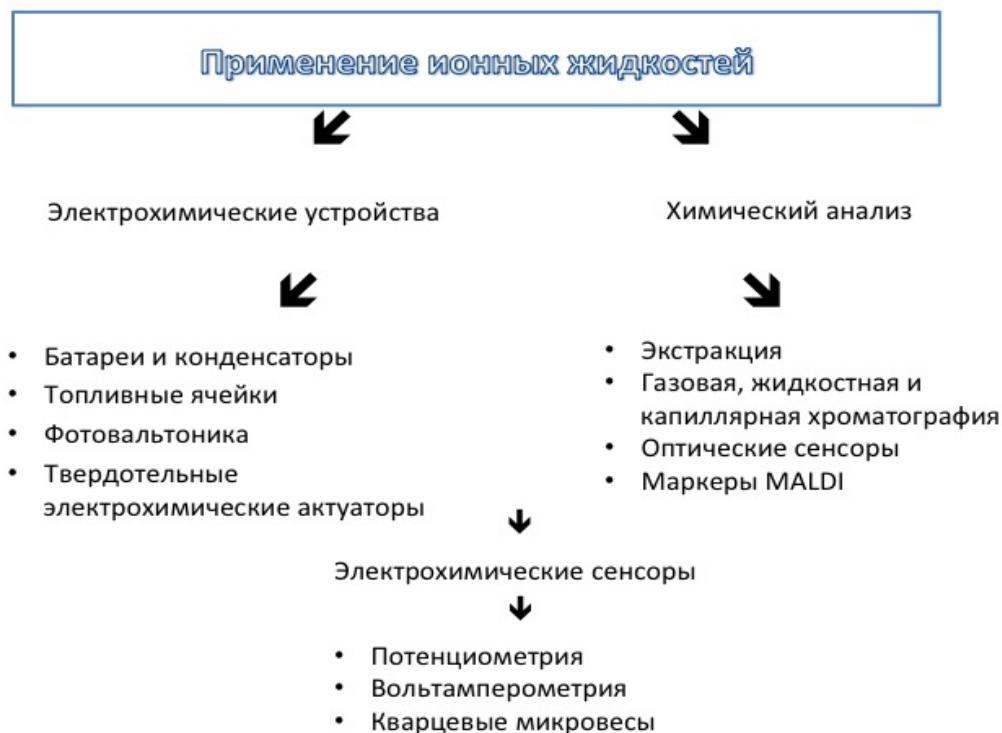 Применение ионных жидкостей
Электрохимические устройства
Химический анализ
• Батареи и конденсаторы
• Топливные ячейки
• Фотовальтоника
• Твердотельные
электрохимические актуаторы
• Экстракция
• Газовая, жидкостная и
капиллярная хроматография
• Оптические сенсоры
• Маркеры MALDI
Электрохимические сенсоры
• Потенциометрия
• Вольтамперометрия
• Кварцевые микровесы